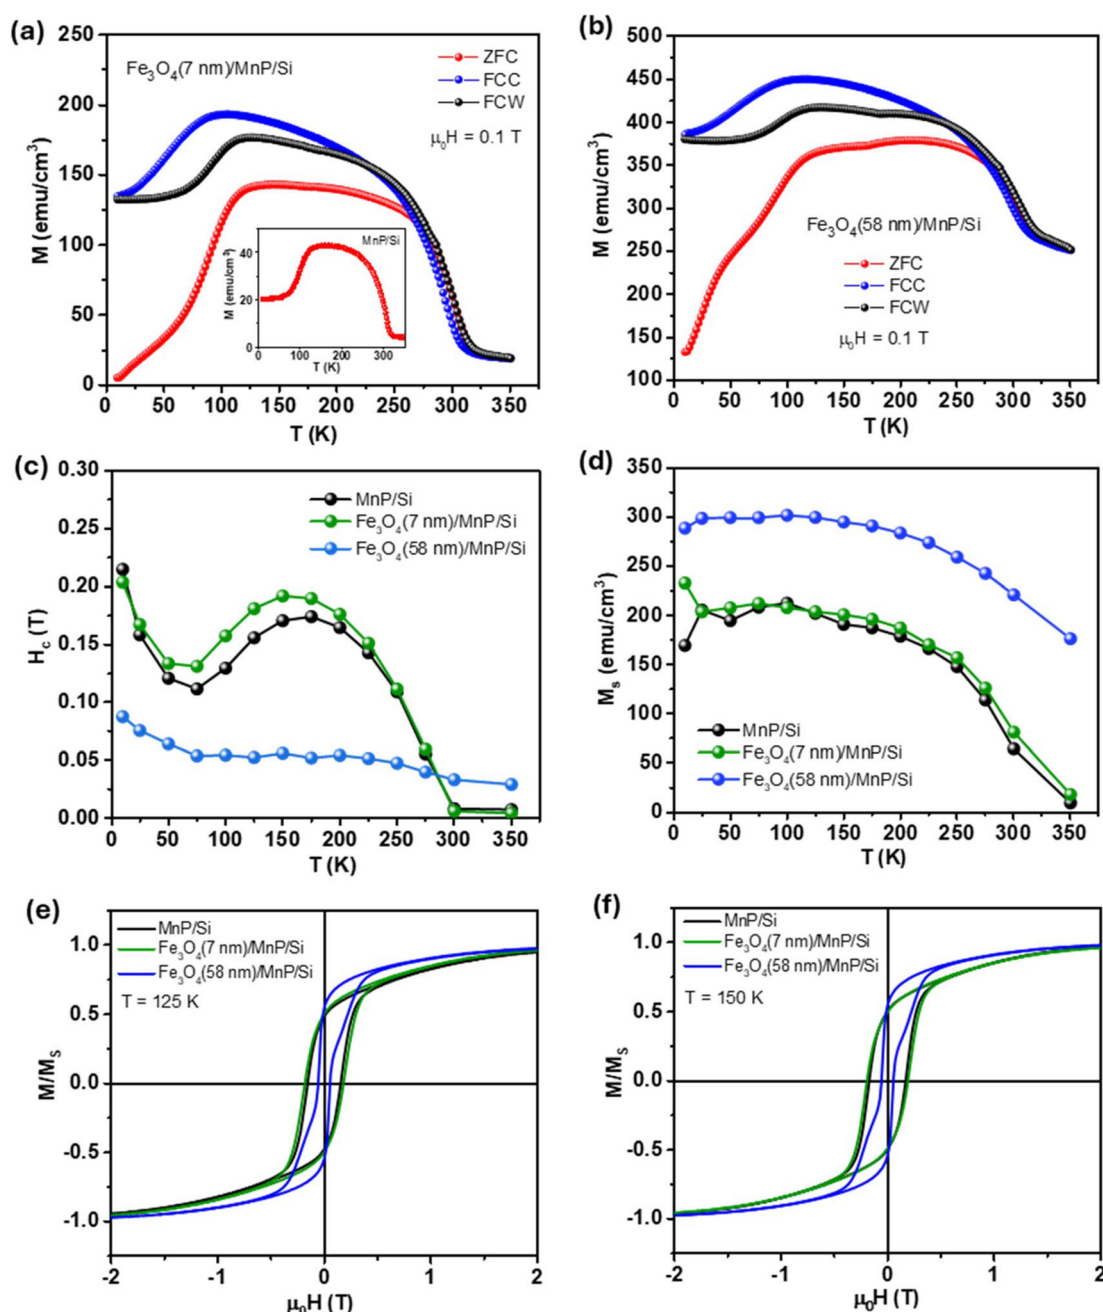 (a)
250
200
150
100
50
0
M (emu/cm³)
Fe₃O₄(7 nm)/MnP/Si
ZFC
FCC
FCW
μ₀H = 0.1 T
MnP/Si
40
20
0
M (emu/cm³)
0 100 200 300
T (K)
0 50 100 150 200 250 300 350
T (K)
(b)
500
450
400
350
300
250
200
150
100
M (emu/cm³)
Fe₃O₄(58 nm)/MnP/Si
ZFC
FCC
FCW
μ₀H = 0.1 T
0 50 100 150 200 250 300 350
T (K)
(c)
0.30
0.25
0.20
0.15
0.10
0.05
0.00
H꜀ (T)
MnP/Si
Fe₃O₄(7 nm)/MnP/Si
Fe₃O₄(58 nm)/MnP/Si
0 50 100 150 200 250 300 350
T (K)
(d)
350
300
250
200
150
100
50
0
Mₛ (emu/cm³)
MnP/Si
Fe₃O₄(7 nm)/MnP/Si
Fe₃O₄(58 nm)/MnP/Si
0 50 100 150 200 250 300 350
T (K)
(e)
MnP/Si
Fe₃O₄(7 nm)/MnP/Si
Fe₃O₄(58 nm)/MnP/Si
T = 125 K
1.0
0.5
0.0
-0.5
-1.0
M/Mₛ
-2 -1 0 1 2
μ₀H (T)
(f)
MnP/Si
Fe₃O₄(7 nm)/MnP/Si
Fe₃O₄(58 nm)/MnP/Si
T = 150 K
1.0
0.5
0.0
-0.5
-1.0
M/Mₛ
-2 -1 0 1 2
μ₀H (T)